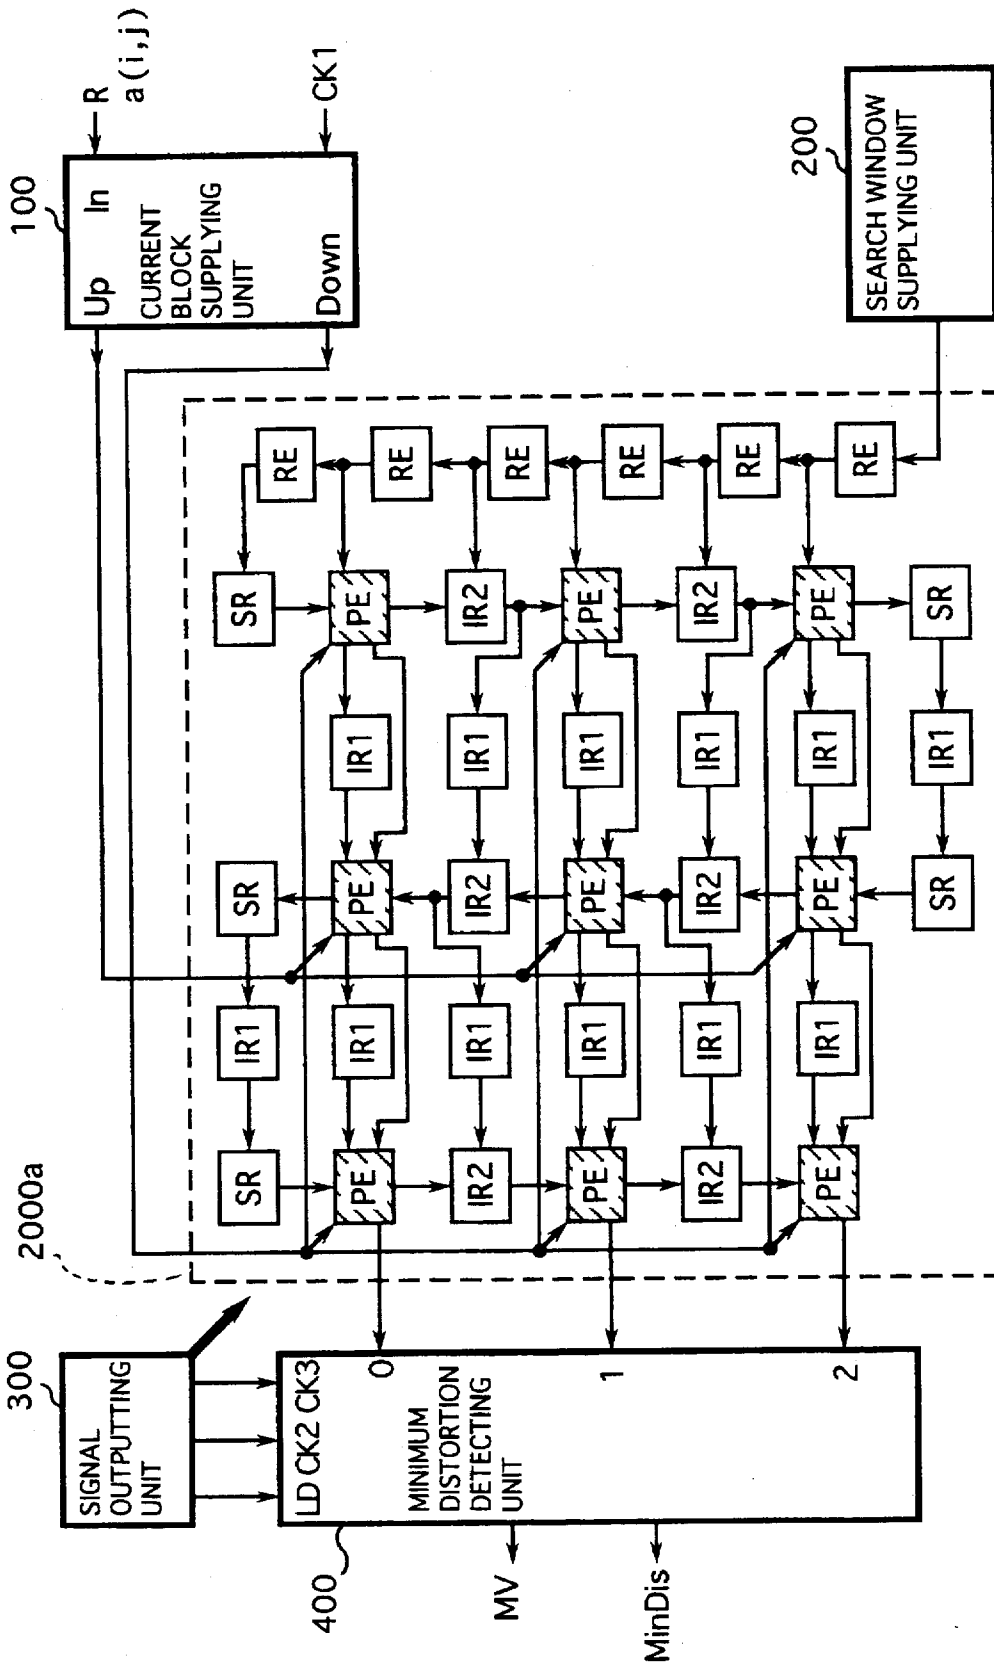 R
a(i,j)
CK1
100
Up In
CURRENT
BLOCK
SUPPLYING
UNIT
Down
200
SEARCH WINDOW
SUPPLYING UNIT
RE
RE
RE
RE
RE
RE
SR
PE
IR2
PE
IR2
PE
SR
IR1
IR1
IR1
IR1
IR1
IR1
SR
PE
IR2
PE
IR2
PE
SR
IR1
IR1
IR1
IR1
IR1
IR1
SR
PE
IR2
PE
IR2
PE
2000a
300
SIGNAL
OUTPUTTING
UNIT
LD CK2 CK3
0
1
2
MINIMUM
DISTORTION
DETECTING
UNIT
400
MV
MinDis